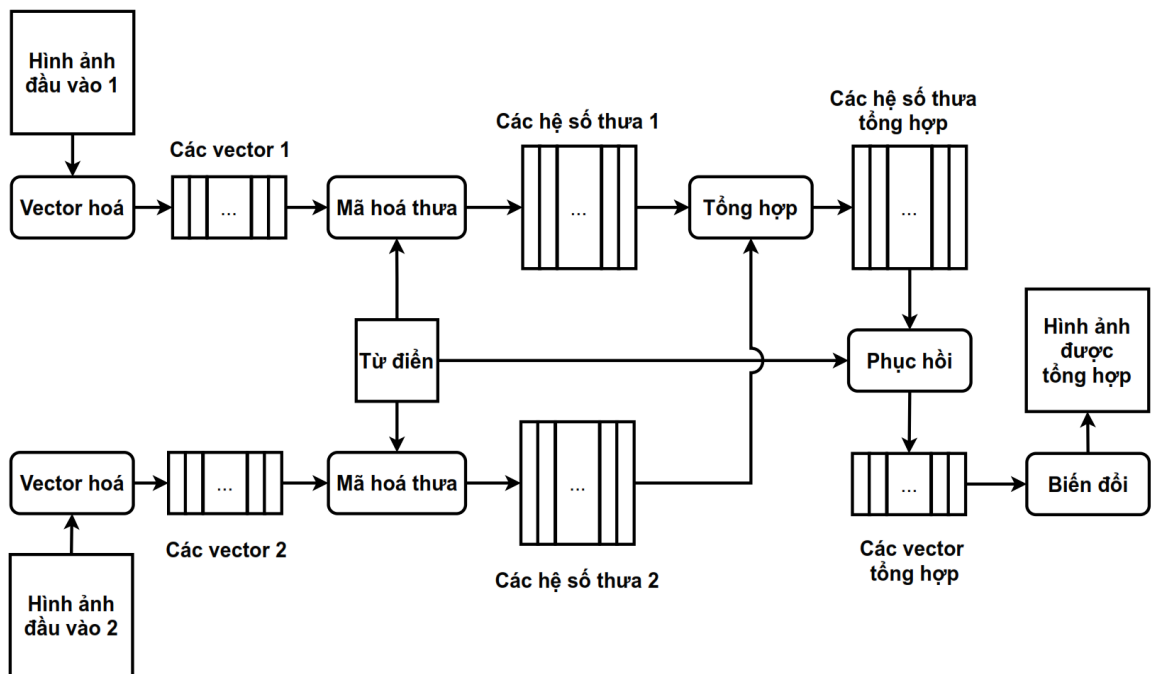 Hình ảnh
đầu vào 1
Các vector 1
Các hệ số thưa 1
Các hệ số thưa
tổng hợp
Vector hoá
...
Mã hoá thưa
...
Tổng hợp
...
Từ điển
Phục hồi
Hình ảnh
được
tổng hợp
Vector hoá
...
Mã hoá thưa
...
...
Biến đổi
Các vector 2
Các hệ số thưa 2
Các vector
tổng hợp
Hình ảnh
đầu vào 2